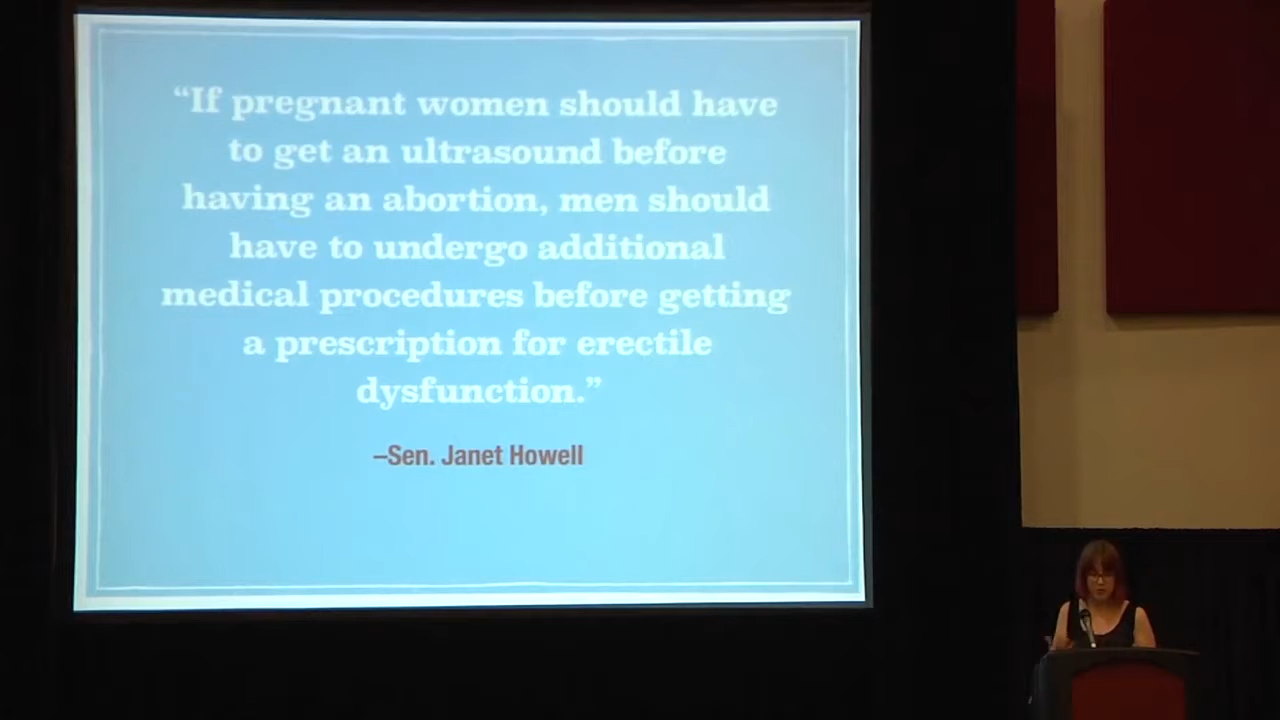 “If pregnant women should have
to get an ultrasound before
having an abortion, men should
have to undergo additional
medical procedures before getting
a prescription for erectile
dysfunction.”
–Sen. Janet Howell